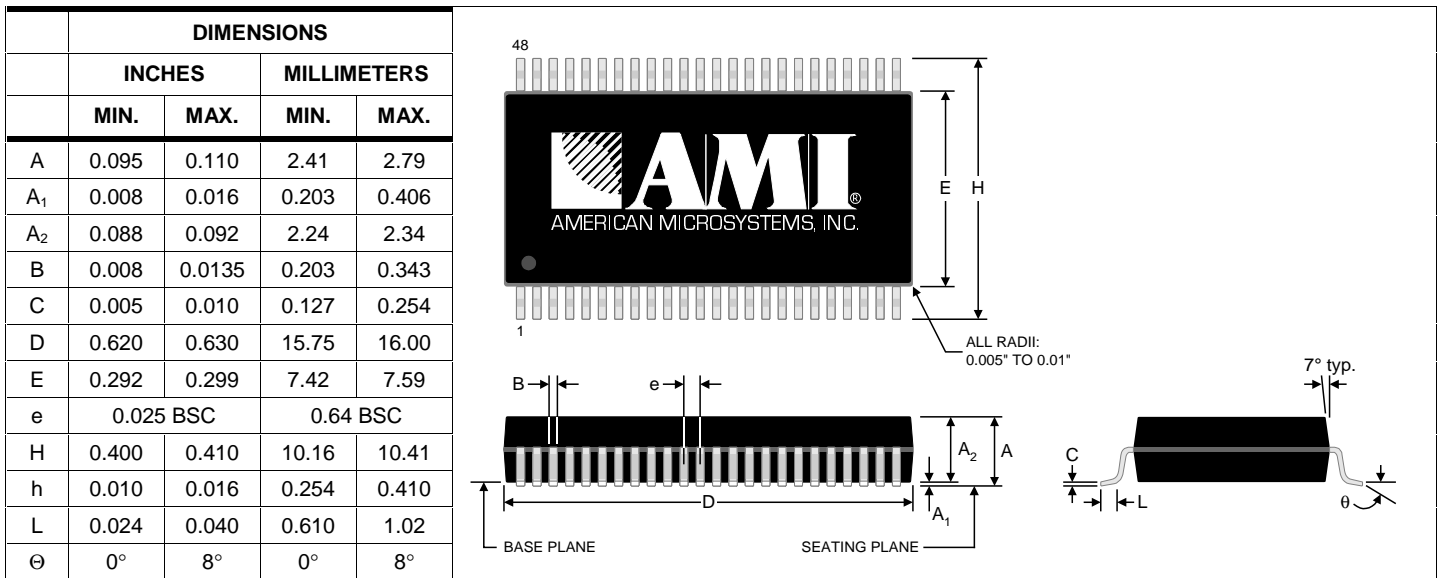 DIMENSIONS
INCHES MILLIMETERS
MIN. MAX. MIN. MAX.
A 0.095 0.110 2.41 2.79
A1 0.008 0.016 0.203 0.406
A2 0.088 0.092 2.24 2.34
B 0.008 0.0135 0.203 0.343
C 0.005 0.010 0.127 0.254
D 0.620 0.630 15.75 16.00
E 0.292 0.299 7.42 7.59
e 0.025 BSC 0.64 BSC
H 0.400 0.410 10.16 10.41
h 0.010 0.016 0.254 0.410
L 0.024 0.040 0.610 1.02
Θ 0° 8° 0° 8°
48
AMI®
AMERICAN MICROSYSTEMS, INC.
E H
1
ALL RADII:
0.005" TO 0.01"
B e
A2 A
D
A1
BASE PLANE SEATING PLANE
7° typ.
C
L
θ